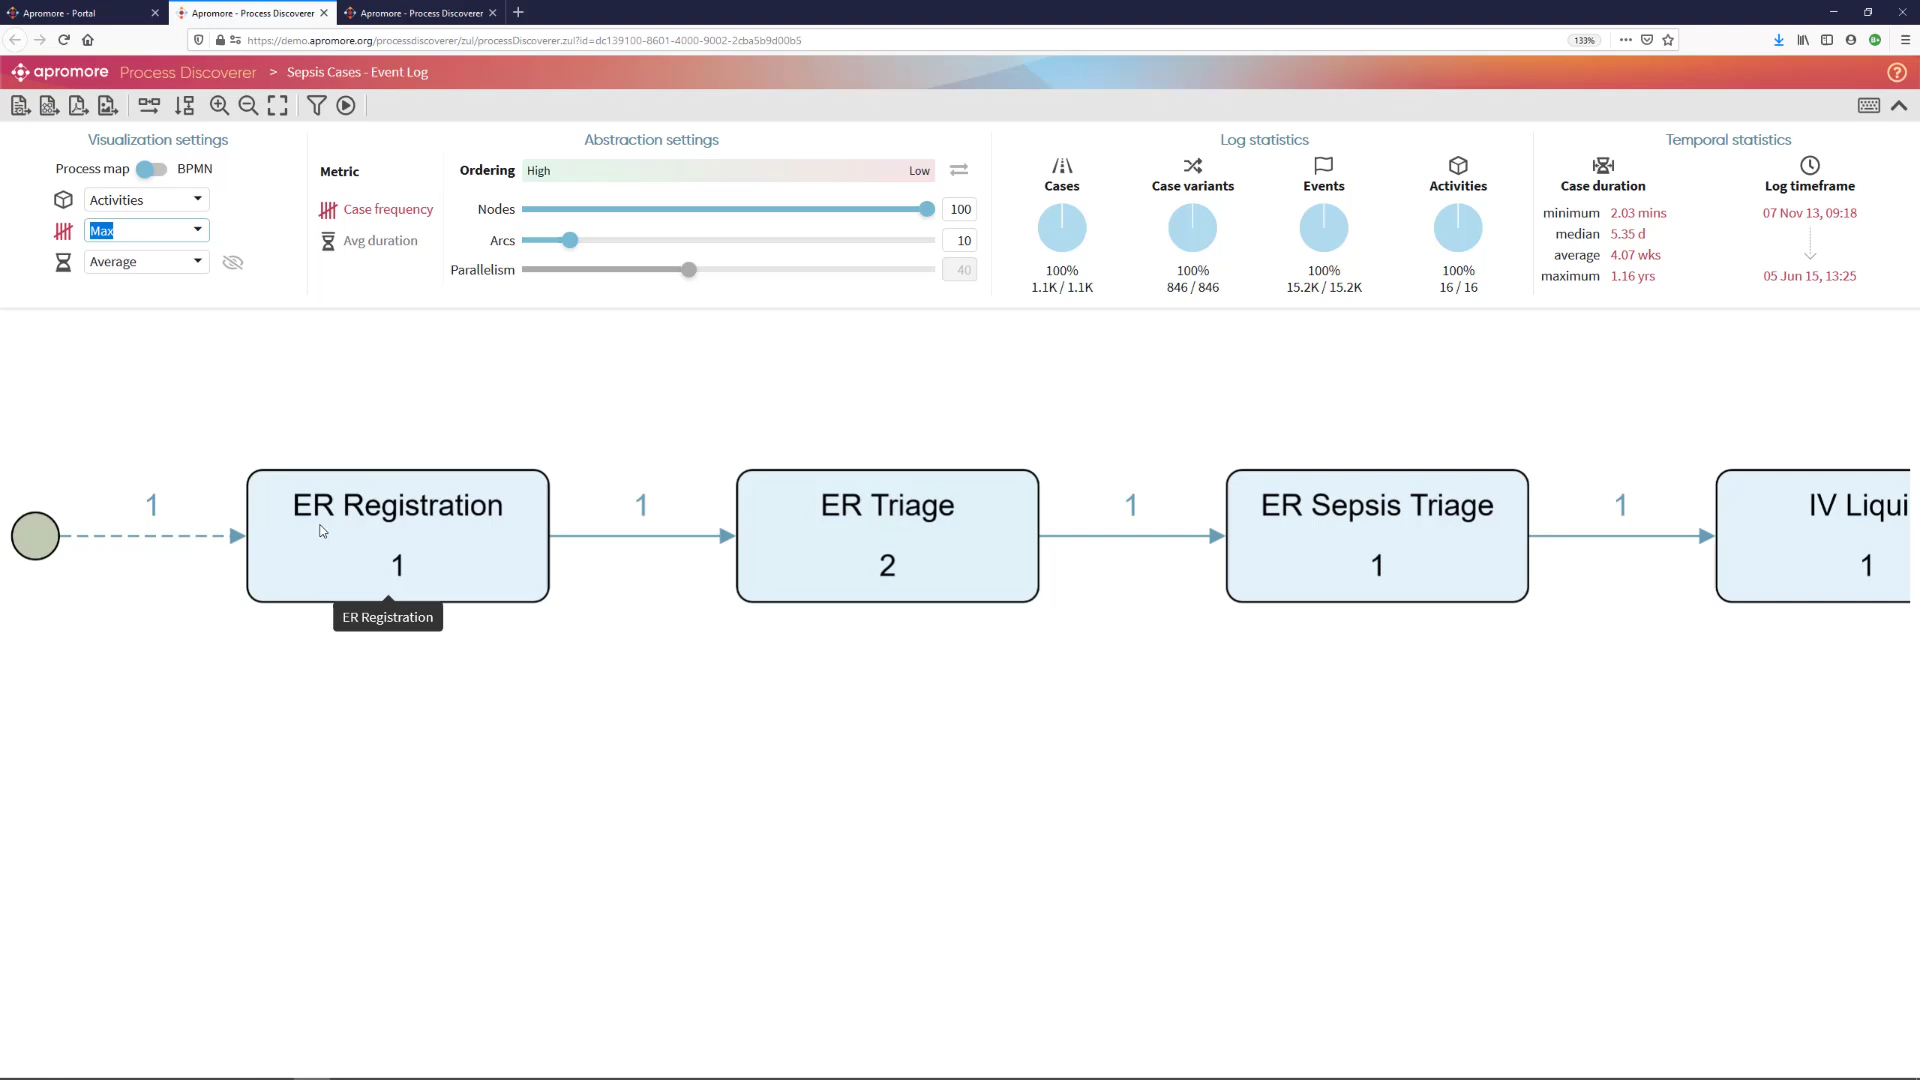 Apromore - Portal
Apromore - Process Discoverer
Apromore - Process Discoverer
https://demo.apromore.org/processdiscoverer/zul/processDiscoverer.zul?id=dc139100-8601-4000-9002-2cba5b9d00b5
133%
apromore Process Discoverer > Sepsis Cases - Event Log
Visualization settings
Process map BPMN
Activities
Max
Average
Abstraction settings
Metric
Case frequency
Avg duration
Ordering High Low
Nodes 100
Arcs 10
Parallelism 40
Log statistics
Cases
100%
1.1K / 1.1K
Case variants
100%
846 / 846
Events
100%
15.2K / 15.2K
Activities
100%
16 / 16
Temporal statistics
Case duration
minimum 2.03 mins
median 5.35 d
average 4.07 wks
maximum 1.16 yrs
Log timeframe
07 Nov 13, 09:18
05 Jun 15, 13:25
1
ER Registration
1
1
ER Triage
2
1
ER Sepsis Triage
1
1
IV Liqui
1
ER Registration